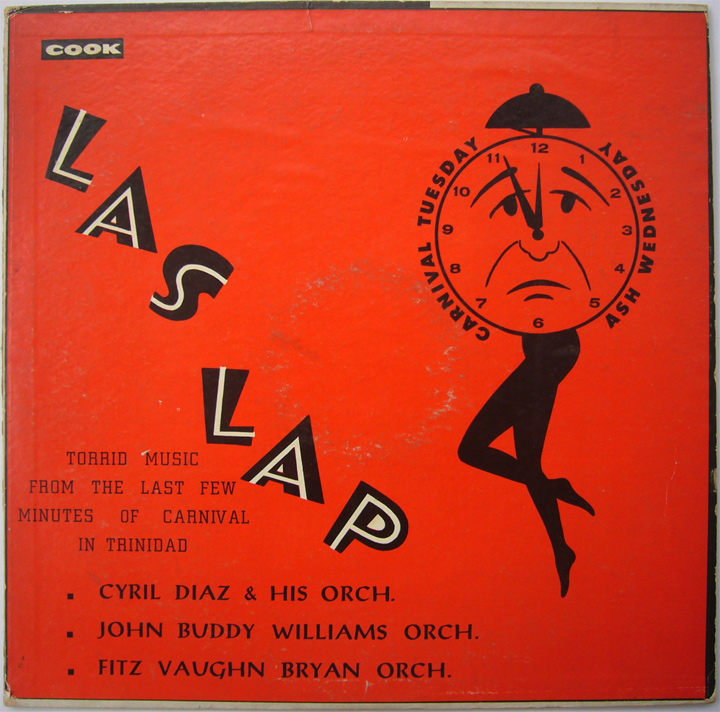 COOK
LAS LAP
CARNIVAL TUESDAY
ASH WEDNESDAY
12
1
2
3
4
5
6
7
8
9
10
11
TORRID MUSIC
FROM THE LAST FEW
MINUTES OF CARNIVAL
IN TRINIDAD
CYRIL DIAZ & HIS ORCH.
JOHN BUDDY WILLIAMS ORCH.
FITZ VAUGHN BRYAN ORCH.